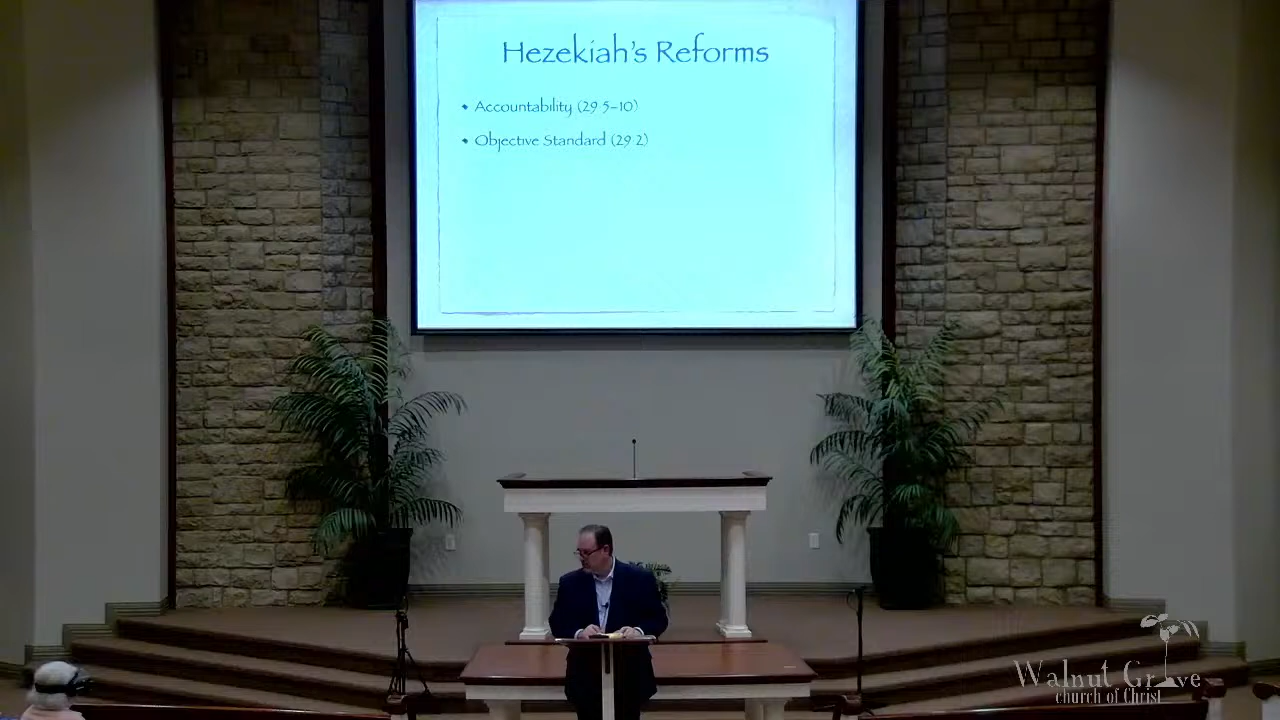 Hezekiah's Reforms
• Accountability (29:5–10)
• Objective Standard (29:2)
Walnut Grove
church of Christ